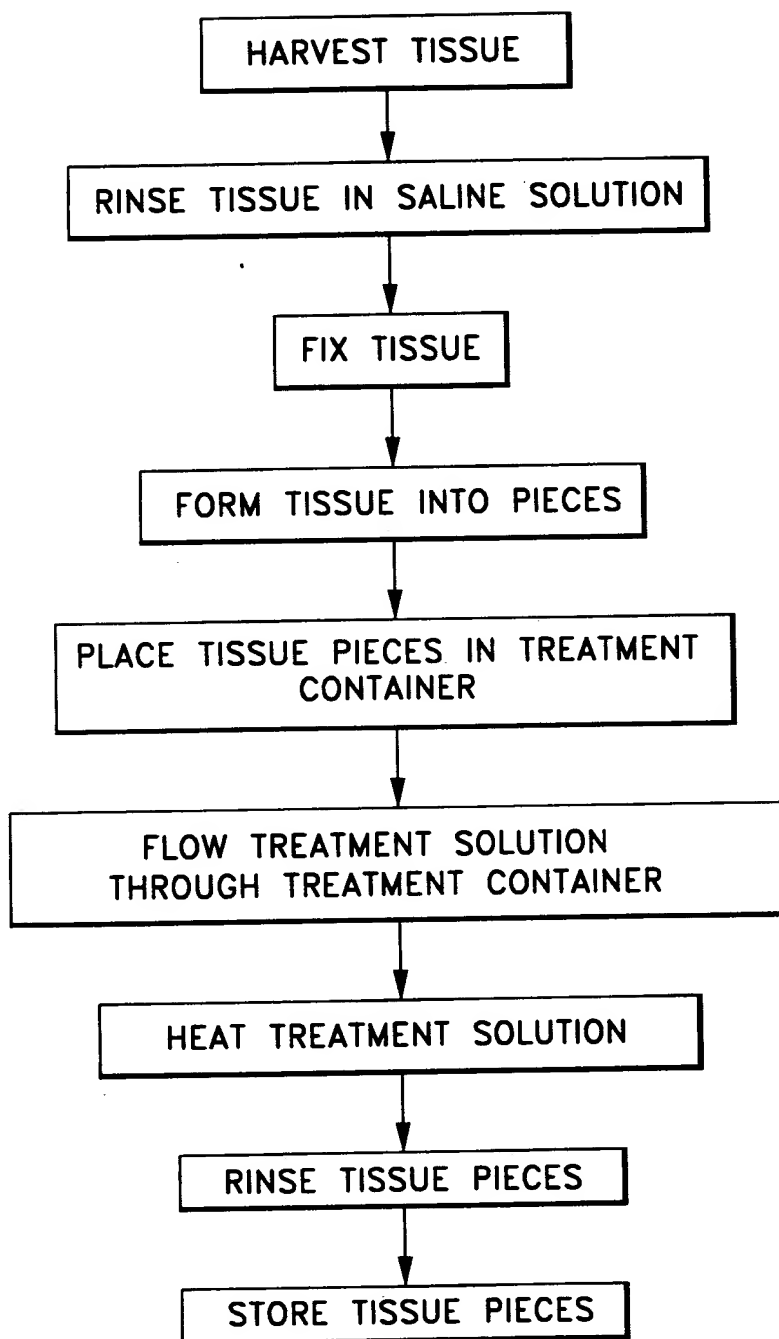 HARVEST TISSUE
RINSE TISSUE IN SALINE SOLUTION
FIX TISSUE
FORM TISSUE INTO PIECES
PLACE TISSUE PIECES IN TREATMENT
CONTAINER
FLOW TREATMENT SOLUTION
THROUGH TREATMENT CONTAINER
HEAT TREATMENT SOLUTION
RINSE TISSUE PIECES
STORE TISSUE PIECES